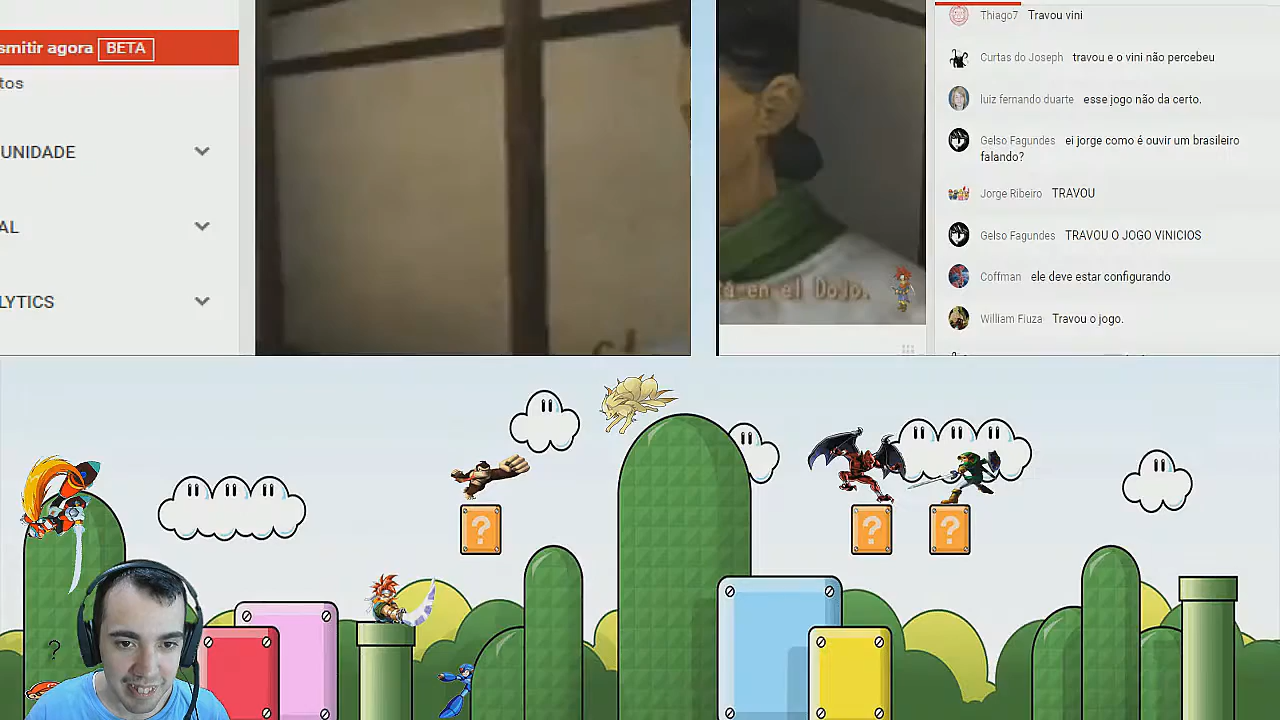 smitir agora BETA
tos
UNIDADE
AL
LYTICS
á en el Dojo.
Thiago7 Travou vini
Curtas do Joseph travou e o vini não percebeu
luiz fernando duarte esse jogo não da certo.
Gelso Fagundes ei jorge como é ouvir um brasileiro
falando?
Jorge Ribeiro TRAVOU
Gelso Fagundes TRAVOU O JOGO VINICIOS
Coffman ele deve estar configurando
William Fiuza Travou o jogo.
?
?
?
?